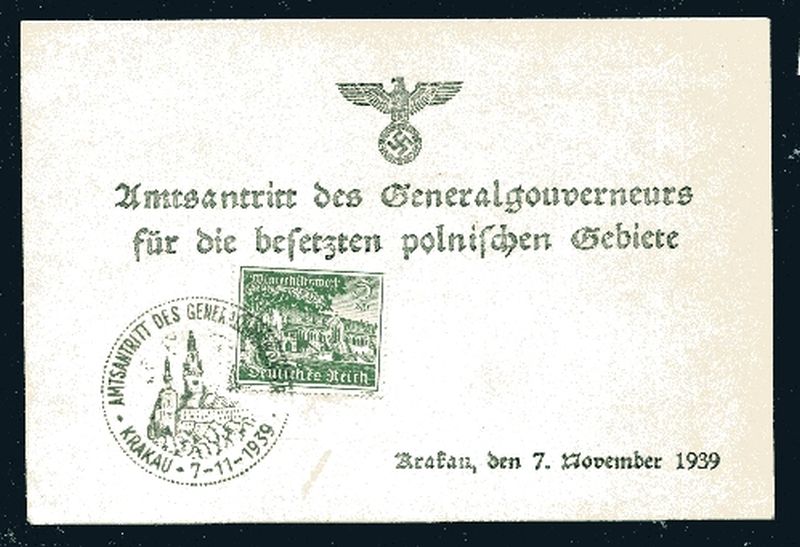 Amtsantritt des Generalgouverneurs
für die besetzten polnischen Gebiete
Winterhilfswerk
Deutsches Reich
AMTSANTRITT DES
KRAKAU • 7-11-1939
Krakau, den 7. November 1939